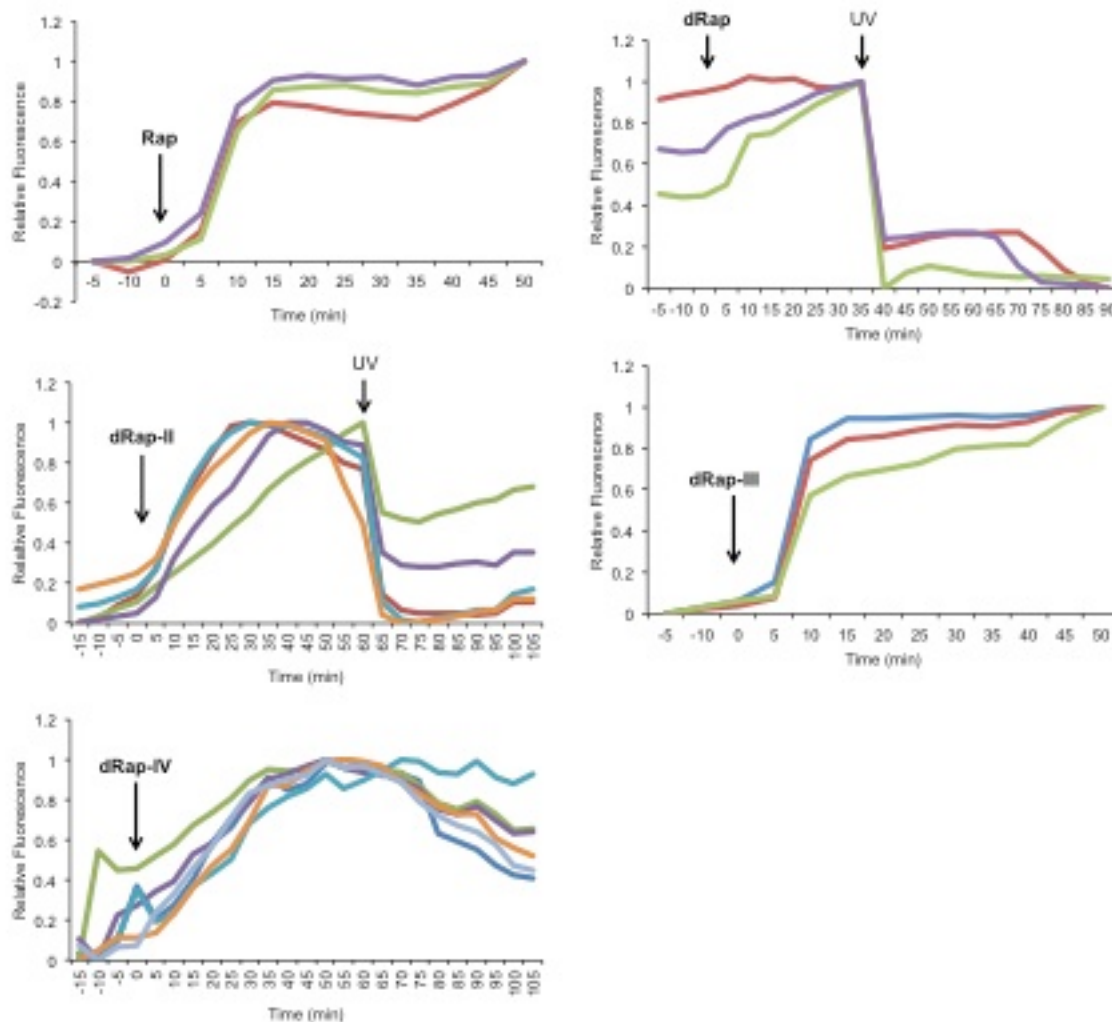 1.2
1
0.8
0.6
0.4
0.2
0
-0.2
Relative Fluorescence
Rap
-5 -10 0 5 10 15 20 25 30 35 40 45 50
Time (min)
dRap UV
1.2
1
0.8
0.6
0.4
0.2
0
Relative Fluorescence
-5 -10 0 5 10 15 20 25 30 35 40 45 50 55 60 65 70 75 80 85 90
Time (min)
UV
1.2
1
0.8
0.6
0.4
0.2
0
Relative Fluorescence
dRap-II
-15 -10 -5 0 5 10 15 20 25 30 35 40 45 50 55 60 65 70 75 80 85 90 95 100 105
Time (min)
1.2
1
0.8
0.6
0.4
0.2
0
Relative Fluorescence
dRap-III
-5 -10 0 5 10 15 20 25 30 35 40 45 50
Time (min)
1.2
1
0.8
0.6
0.4
0.2
0
Relative Fluorescence
dRap-IV
-15 -10 -5 0 5 10 15 20 25 30 35 40 45 50 55 60 65 70 75 80 85 90 95 100 105
Time (min)